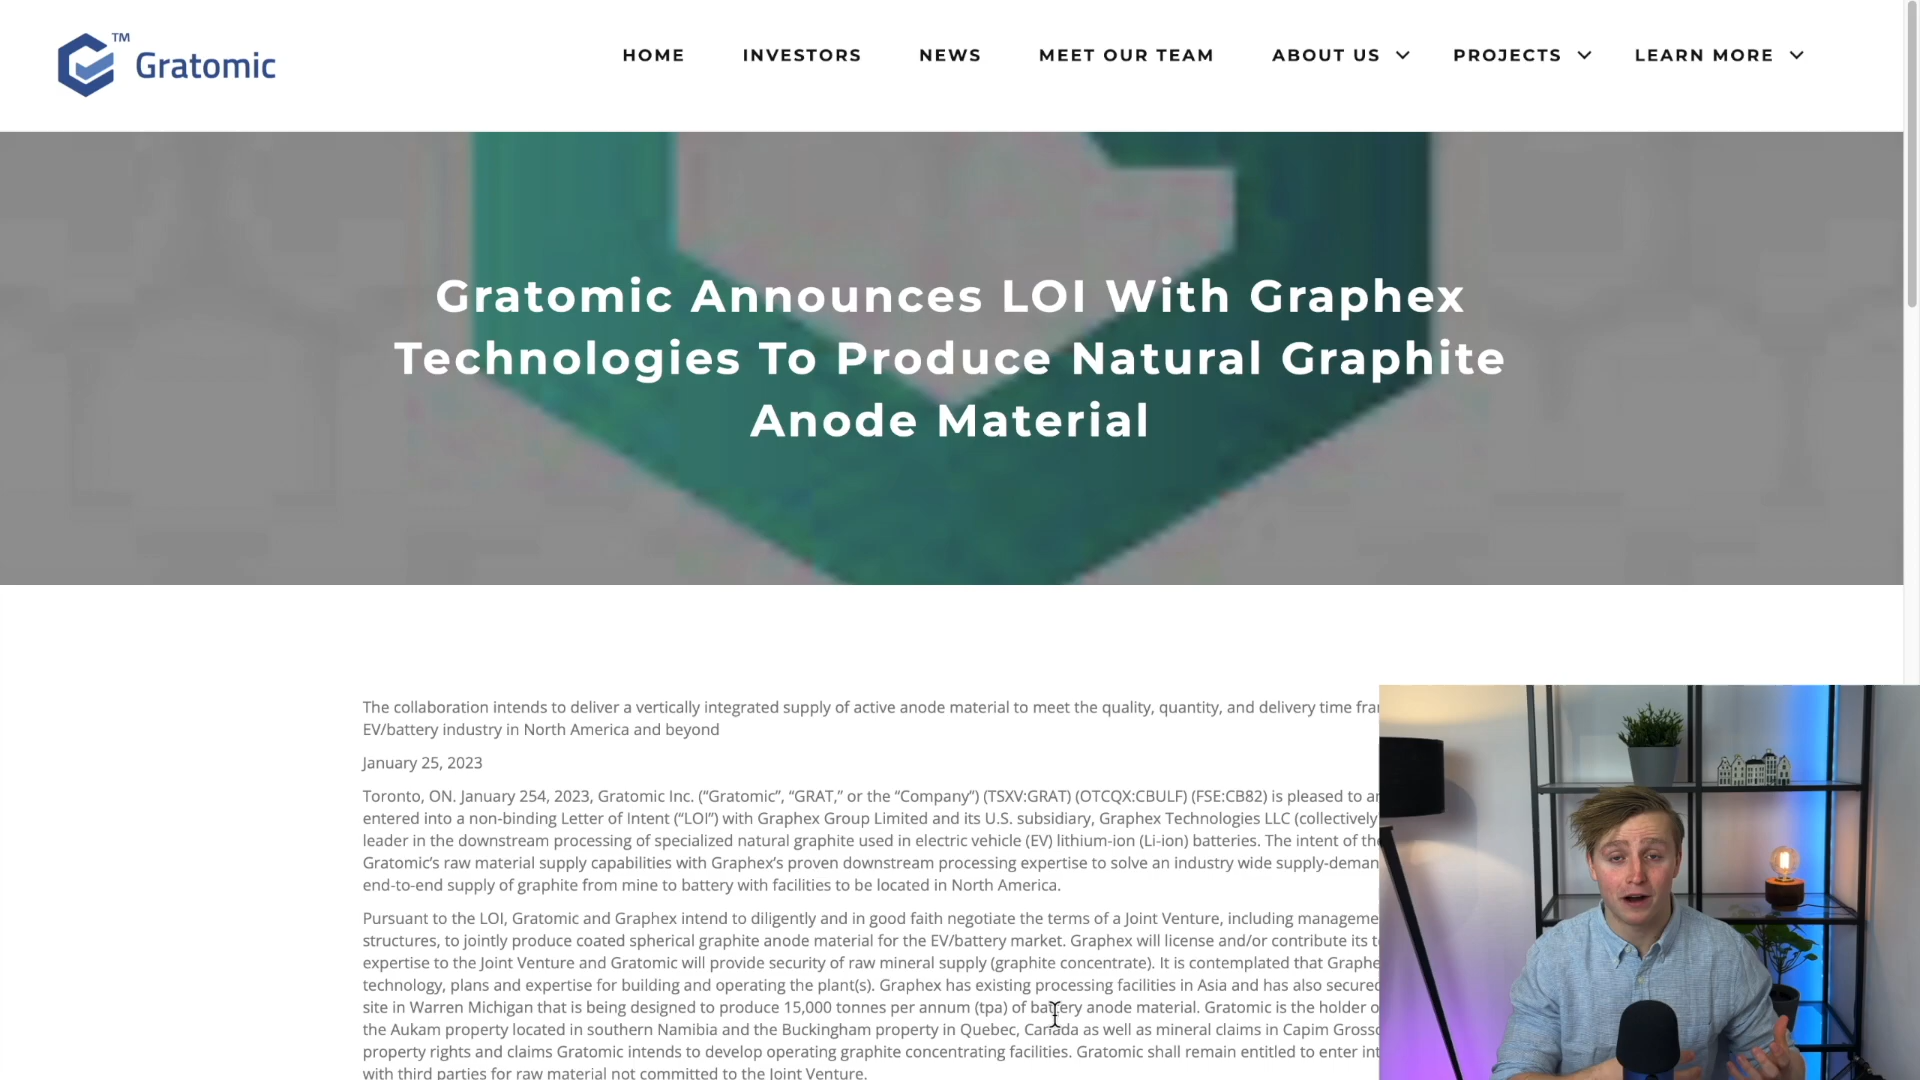 TM
Gratomic
HOME INVESTORS NEWS MEET OUR TEAM ABOUT US PROJECTS LEARN MORE
Gratomic Announces LOI With Graphex
Technologies To Produce Natural Graphite
Anode Material
The collaboration intends to deliver a vertically integrated supply of active anode material to meet the quality, quantity, and delivery time
EV/battery industry in North America and beyond
January 25, 2023
Toronto, ON. January 254, 2023, Gratomic Inc. (“Gratomic”, “GRAT,” or the “Company”) (TSXV:GRAT) (OTCQX:CBULF) (FSE:CB82) is pleased to
entered into a non-binding Letter of Intent (“LOI”) with Graphex Group Limited and its U.S. subsidiary, Graphex Technologies LLC (collectively
leader in the downstream processing of specialized natural graphite used in electric vehicle (EV) lithium-ion (Li-ion) batteries. The intent of
Gratomic’s raw material supply capabilities with Graphex’s proven downstream processing expertise to solve an industry wide
end-to-end supply of graphite from mine to battery with facilities to be located in North America.
Pursuant to the LOI, Gratomic and Graphex intend to diligently and in good faith negotiate the terms of a Joint Venture, including
structures, to jointly produce coated spherical graphite anode material for the EV/battery market. Graphex will license and/or contribute its
expertise to the Joint Venture and Gratomic will provide security of raw mineral supply (graphite concentrate). It is contemplated that
technology, plans and expertise for building and operating the plant(s). Graphex has existing processing facilities in Asia and has also secured
site in Warren Michigan that is being designed to produce 15,000 tonnes per annum (tpa) of battery anode material. Gratomic is the holder
the Aukam property located in southern Namibia and the Buckingham property in Quebec, Canada as well as mineral claims in Capim
property rights and claims Gratomic intends to develop operating graphite concentrating facilities. Gratomic shall remain entitled to enter
with third parties for raw material not committed to the Joint Venture.